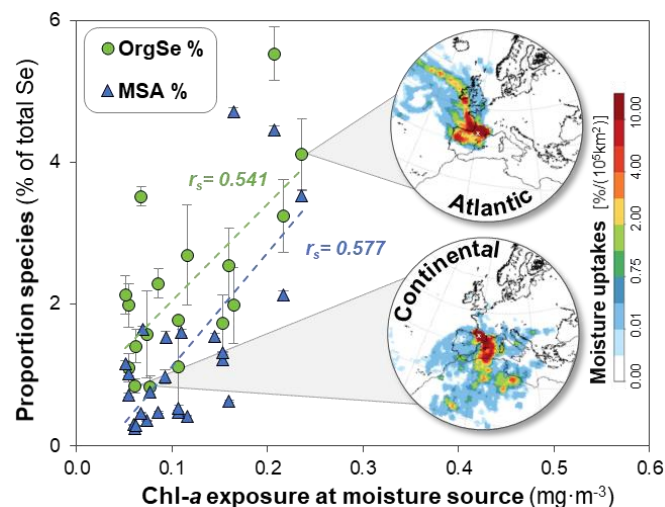 6
4
2
0
Proportion species (% of total Se)
OrgSe %
MSA %
rs= 0.541
rs= 0.577
Atlantic
Continental
Moisture uptakes [%/(10⁵km²)]
10.00
4.00
2.00
0.75
0.01
0.00
0.0 0.1 0.2 0.3 0.4 0.5 0.6
Chl-a exposure at moisture source (mg·m-³)